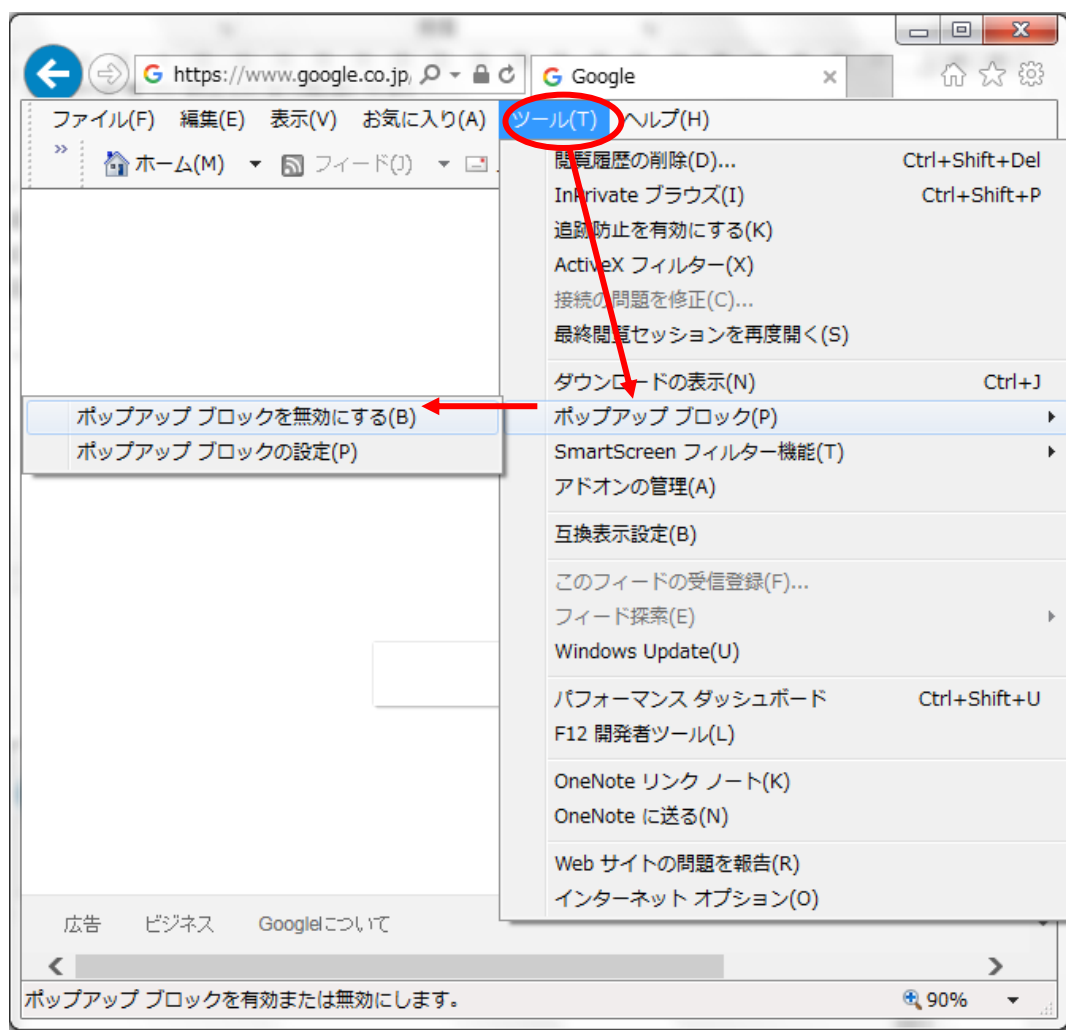 https://www.google.co.jp/
Google
ファイル(F) 編集(E) 表示(V) お気に入り(A) ツール(T) ヘルプ(H)
ホーム(M) フィード(J)
閲覧履歴の削除(D)... Ctrl+Shift+Del
InPrivate ブラウズ(I) Ctrl+Shift+P
追跡防止を有効にする(K)
ActiveX フィルター(X)
接続の問題を修正(C)...
最終閲覧セッションを再度開く(S)
ダウンロードの表示(N) Ctrl+J
ポップアップ ブロック(P)
ポップアップ ブロックを無効にする(B)
ポップアップ ブロックの設定(P)
SmartScreen フィルター機能(T)
アドオンの管理(A)
互換表示設定(B)
このフィードの受信登録(F)...
フィード探索(E)
Windows Update(U)
パフォーマンス ダッシュボード Ctrl+Shift+U
F12 開発者ツール(L)
OneNote リンク ノート(K)
OneNote に送る(N)
Web サイトの問題を報告(R)
インターネット オプション(O)
広告 ビジネス Googleについて
ポップアップ ブロックを有効または無効にします。 90%